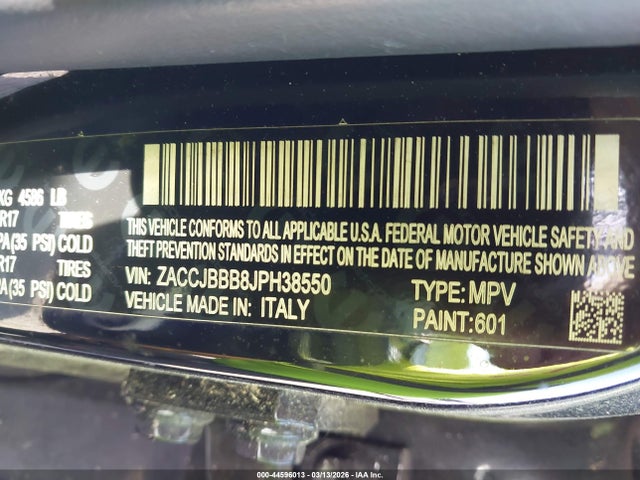 KG 4586 LB
R17 TIRES
PA(35 PSI) COLD
R17 TIRES
PA(35 PSI) COLD
THIS VEHICLE CONFORMS TO ALL APPLICABLE U.S.A. FEDERAL MOTOR VEHICLE SAFETY AND
THEFT PREVENTION STANDARDS IN EFFECT ON THE DATE OF MANUFACTURE SHOWN ABOVE
VIN: ZACCJBBB8JPH38550 TYPE: MPV
VEHICLE MADE IN: ITALY PAINT:601
000-44596013 — 03/13/2026 — IAA Inc.